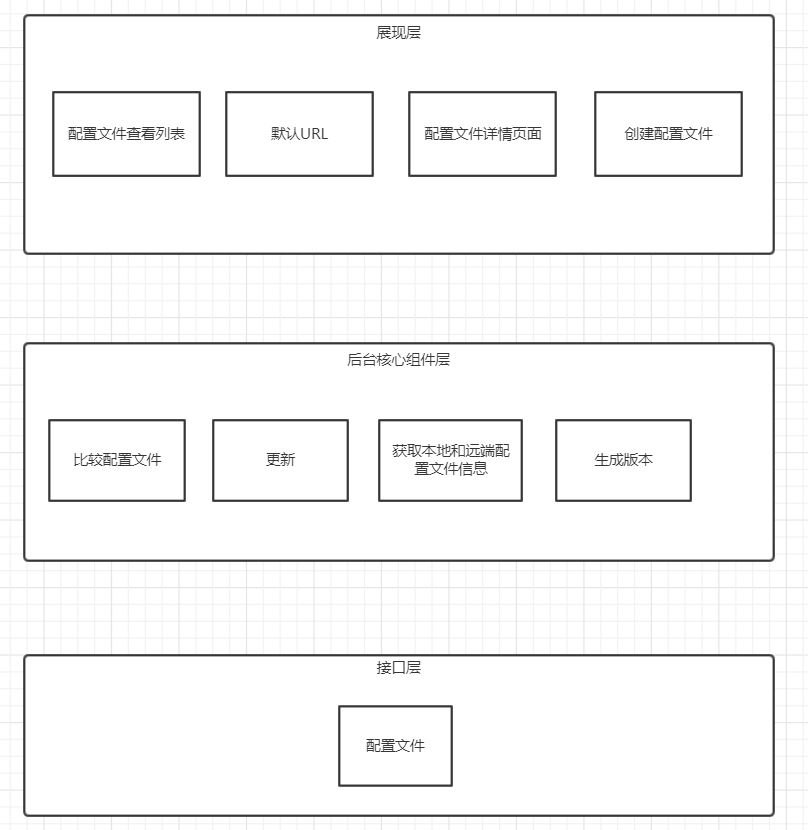 展现层
配置文件查看列表
默认URL
配置文件详情页面
创建配置文件
后台核心组件层
比较配置文件
更新
获取本地和远端配
置文件信息
生成版本
接口层
配置文件